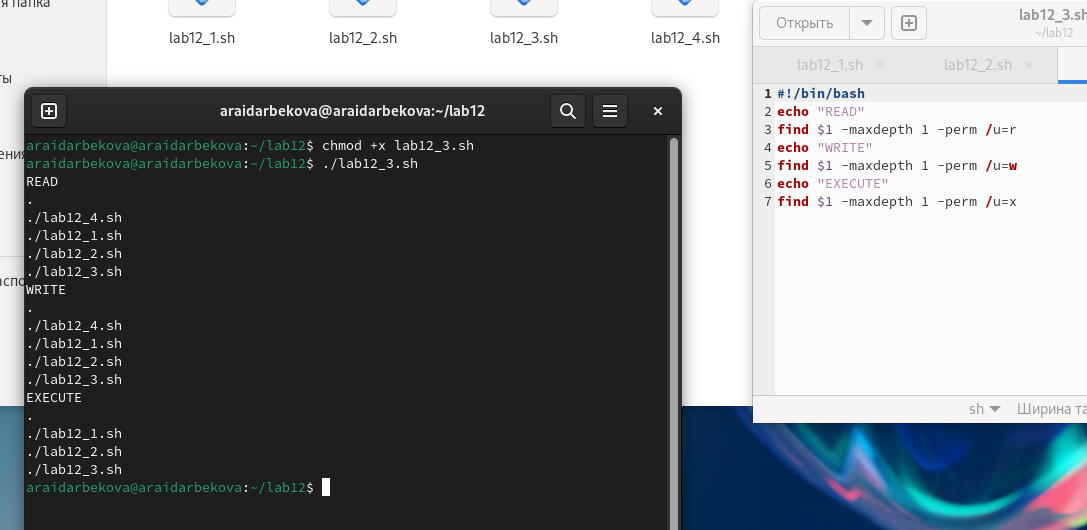 я папка
lab12_1.sh
lab12_2.sh
lab12_3.sh
lab12_4.sh
ты
ения
аспо
araidarbekova@araidarbekova:~/lab12
araidarbekova@araidarbekova:~/lab12$ chmod +x lab12_3.sh
araidarbekova@araidarbekova:~/lab12$ ./lab12_3.sh
READ
.
./lab12_4.sh
./lab12_1.sh
./lab12_2.sh
./lab12_3.sh
WRITE
.
./lab12_4.sh
./lab12_1.sh
./lab12_2.sh
./lab12_3.sh
EXECUTE
.
./lab12_1.sh
./lab12_2.sh
./lab12_3.sh
araidarbekova@araidarbekova:~/lab12$
Открыть
lab12_3.sh
~/lab12
lab12_1.sh
lab12_2.sh
1 #!/bin/bash
2 echo "READ"
3 find $1 -maxdepth 1 -perm /u=r
4 echo "WRITE"
5 find $1 -maxdepth 1 -perm /u=w
6 echo "EXECUTE"
7 find $1 -maxdepth 1 -perm /u=x
sh
Ширина та